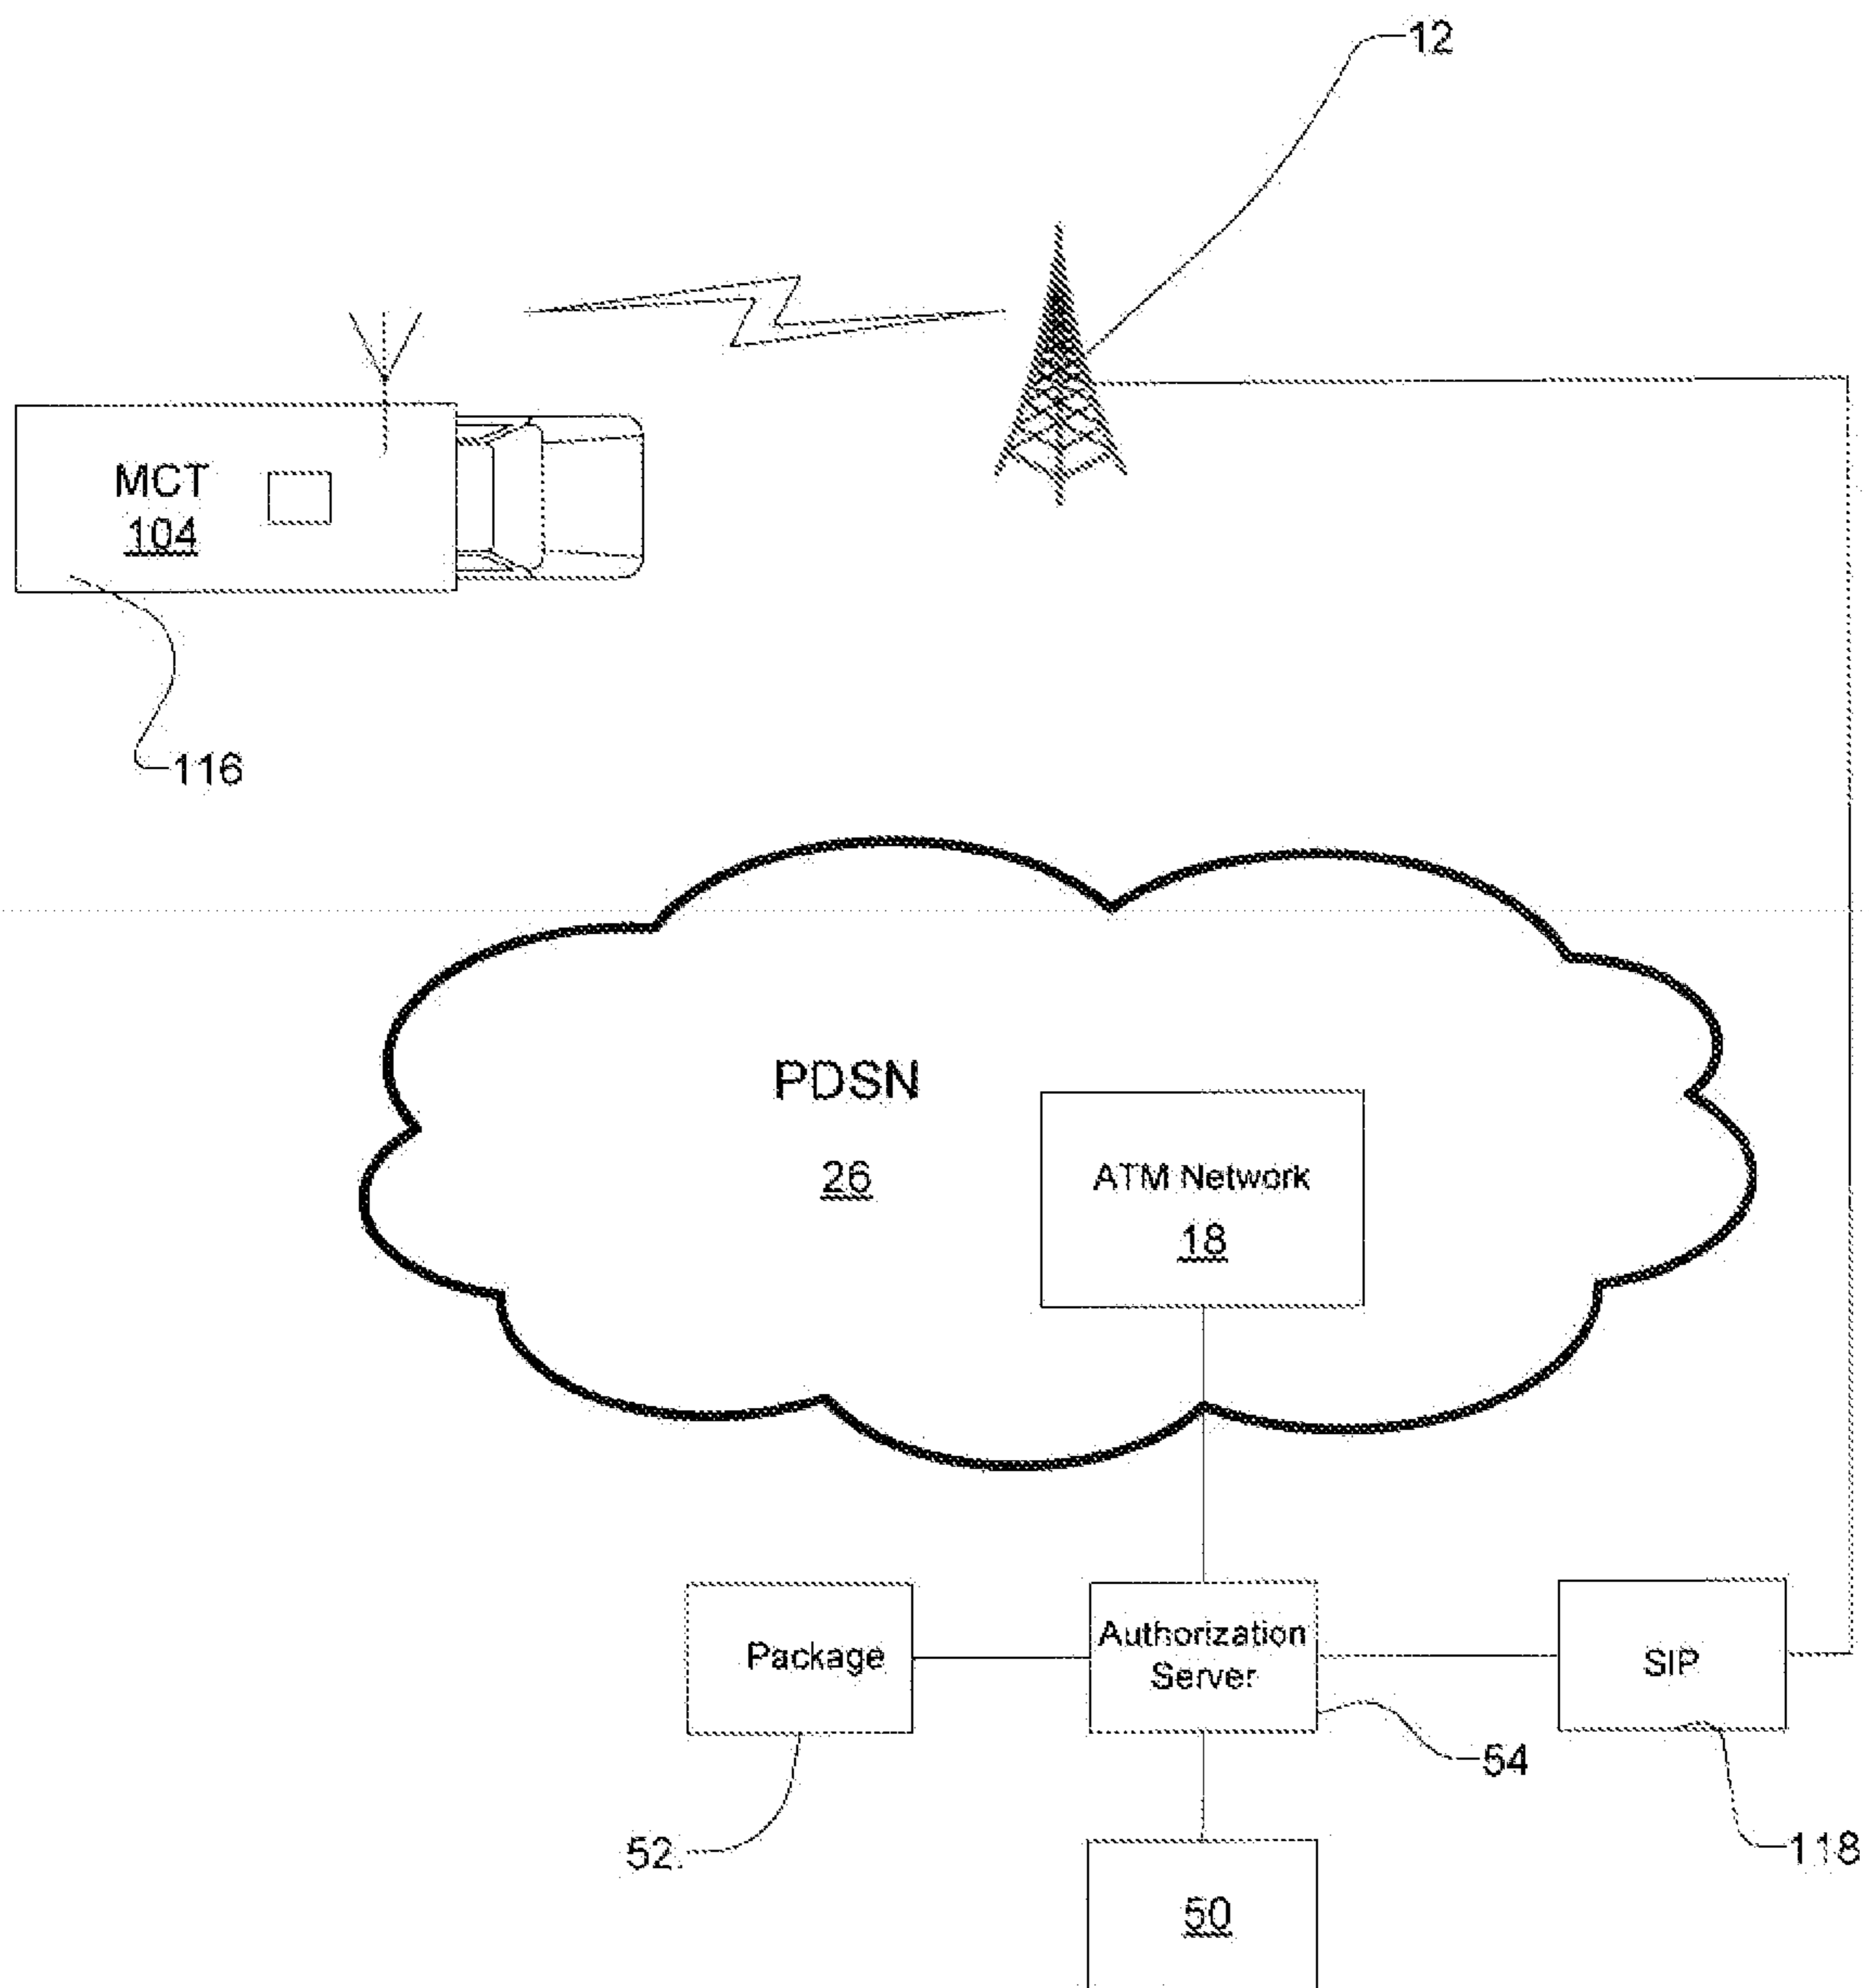 12
MCT
104
116
PDSN
26
ATM Network
18
Package
Authorization
Server
SIP
54
52
118
50